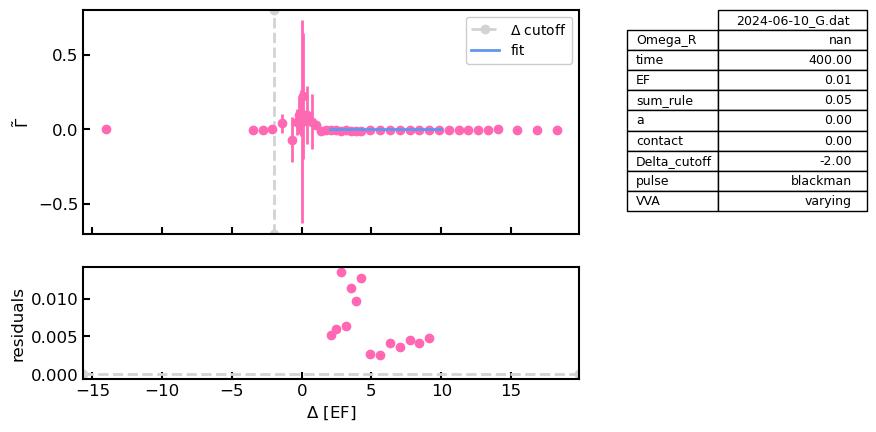 Δ cutoff
fit
0.5
0.0
−0.5
Γ̃
2024-06-10_G.dat
Omega_R nan
time 400.00
EF 0.01
sum_rule 0.05
a 0.00
contact 0.00
Delta_cutoff -2.00
pulse blackman
VVA varying
0.010
0.005
0.000
residuals
−15 −10 −5 0 5 10 15
Δ [EF]